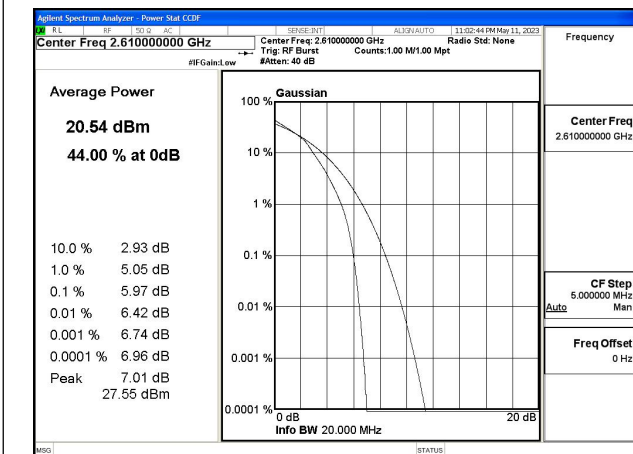 Agilent Spectrum Analyzer - Power Stat CCDF
RL RF 50 Ω AC SENSE:INT ALIGN AUTO 11:02:44 PM May 11, 2023
Center Freq 2.610000000 GHz
Center Freq: 2.610000000 GHz Radio Std: None
Trig: RF Burst Counts:1.00 M/1.00 Mpt
#IFGain:Low #Atten: 40 dB
Frequency
Average Power
20.54 dBm
44.00 % at 0dB
10.0 % 2.93 dB
1.0 % 5.05 dB
0.1 % 5.97 dB
0.01 % 6.42 dB
0.001 % 6.74 dB
0.0001 % 6.96 dB
Peak 7.01 dB
27.55 dBm
Gaussian
100 %
10 %
1 %
0.1 %
0.01 %
0.001 %
0.0001 %
0 dB 20 dB
Info BW 20.000 MHz
Center Freq
2.610000000 GHz
CF Step
5.000000 MHz
Auto Man
Freq Offset
0 Hz
MSG STATUS